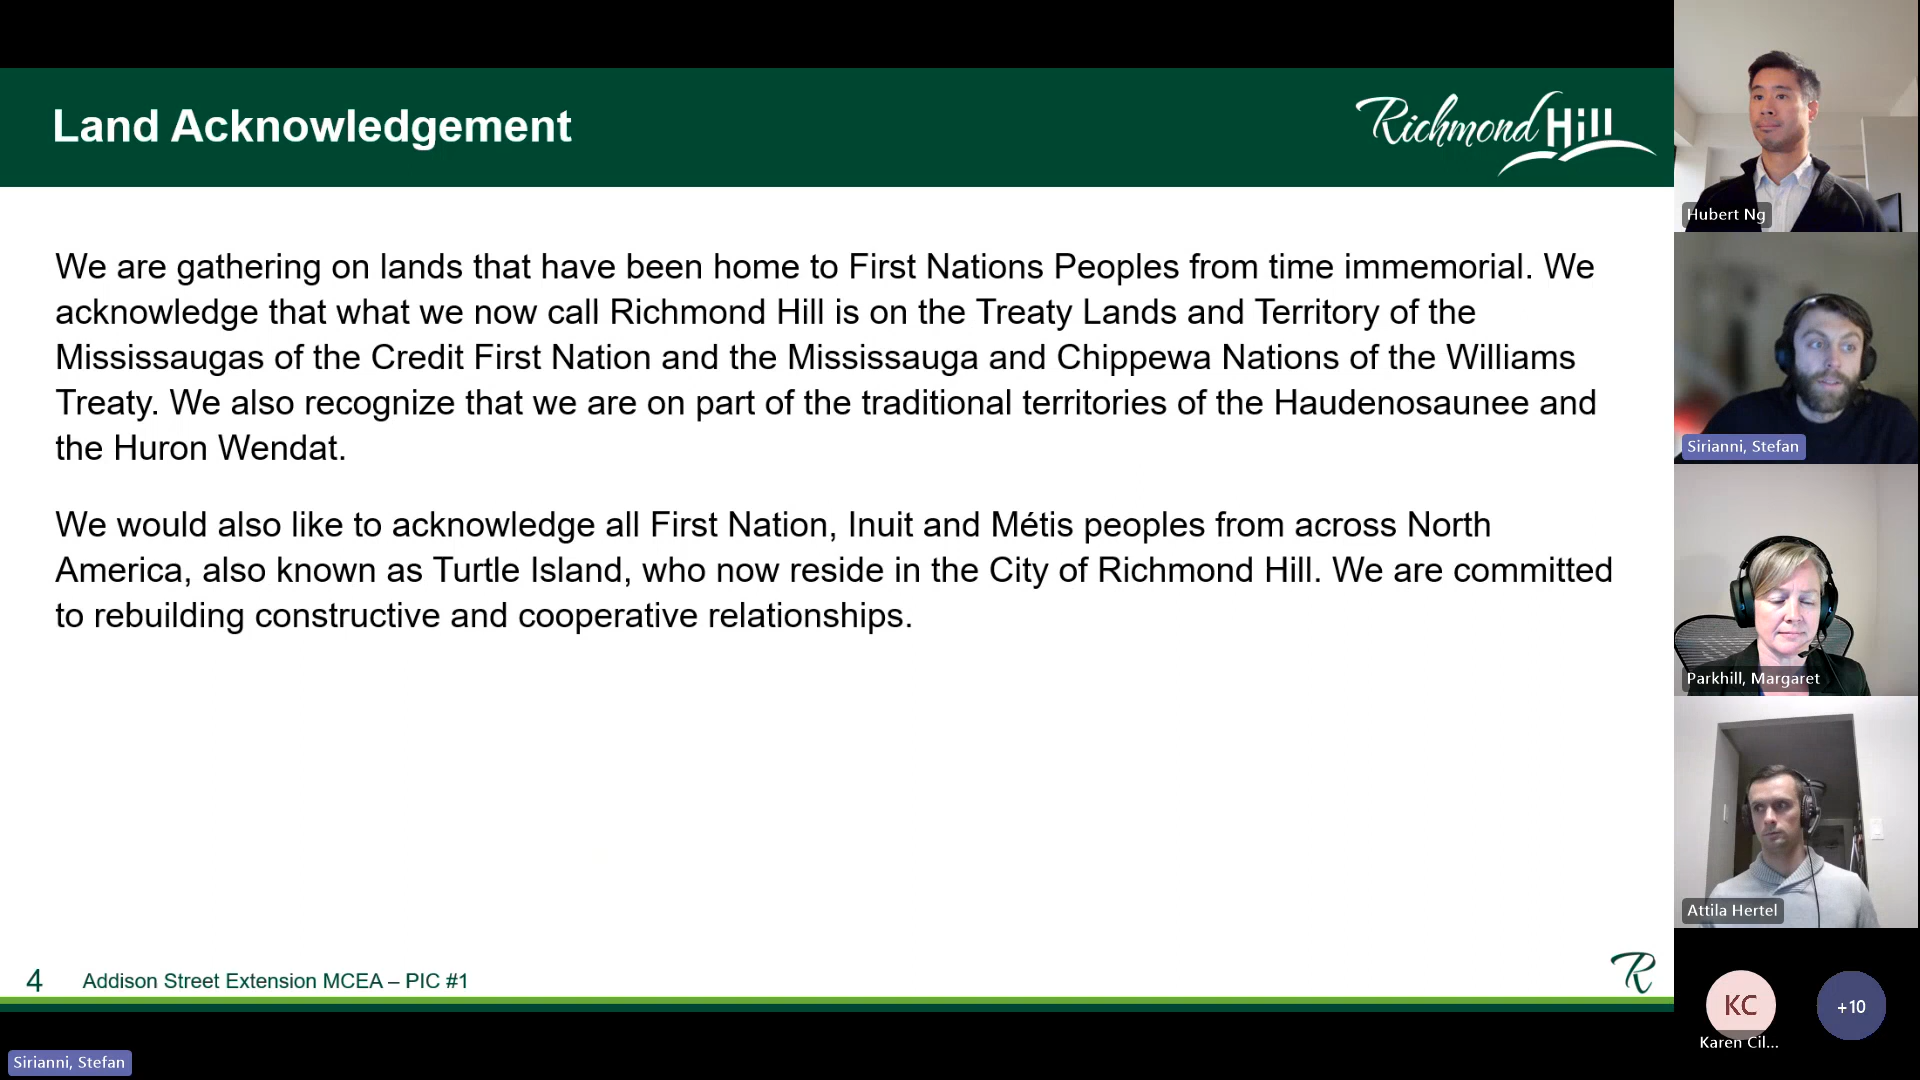 Land Acknowledgement
Richmond Hill
We are gathering on lands that have been home to First Nations Peoples from time immemorial. We
acknowledge that what we now call Richmond Hill is on the Treaty Lands and Territory of the
Mississaugas of the Credit First Nation and the Mississauga and Chippewa Nations of the Williams
Treaty. We also recognize that we are on part of the traditional territories of the Haudenosaunee and
the Huron Wendat.
We would also like to acknowledge all First Nation, Inuit and Métis peoples from across North
America, also known as Turtle Island, who now reside in the City of Richmond Hill. We are committed
to rebuilding constructive and cooperative relationships.
4
Addison Street Extension MCEA – PIC #1
R
Sirianni, Stefan
Hubert Ng
Sirianni, Stefan
Parkhill, Margaret
Attila Hertel
KC
+10
Karen Cil...